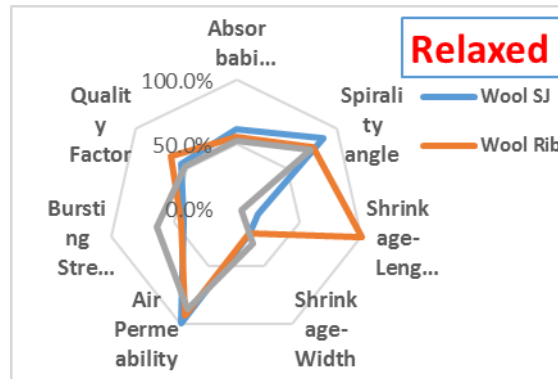 Absor
babi...
Relaxed
100.0%
Wool SJ
Qualit
y
Factor
Spirali
ty
angle
50.0%
Wool Rib
0.0%
Bursti
ng
Stre...
Shrink
age-
Leng...
Air
Perme
ability
Shrink
age-
Width